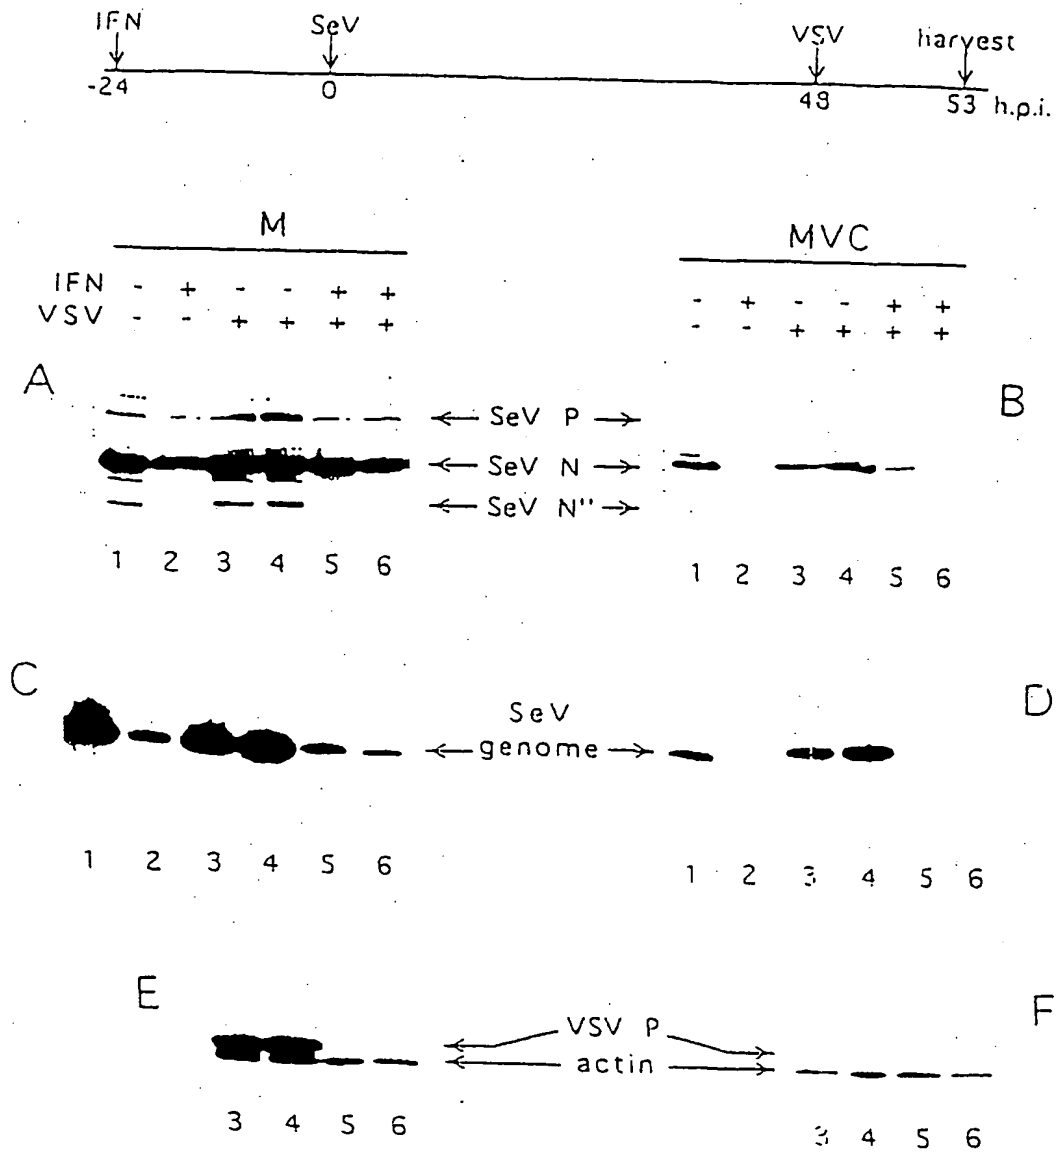 IFN SeV VSV harvest
-24 0 48 53 h.p.i.
M MVC
IFN - + - - + + - + - - + +
VSV - - + + + + - - + + + +
A B
← SeV P →
← SeV N →
← SeV N'' →
1 2 3 4 5 6 1 2 3 4 5 6
C D
SeV
← genome →
1 2 3 4 5 6 1 2 3 4 5 6
E F
VSV P
← actin →
3 4 5 6 3 4 5 6